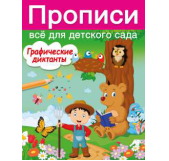 Прописи
всё для детского сада
Графические
диктанты